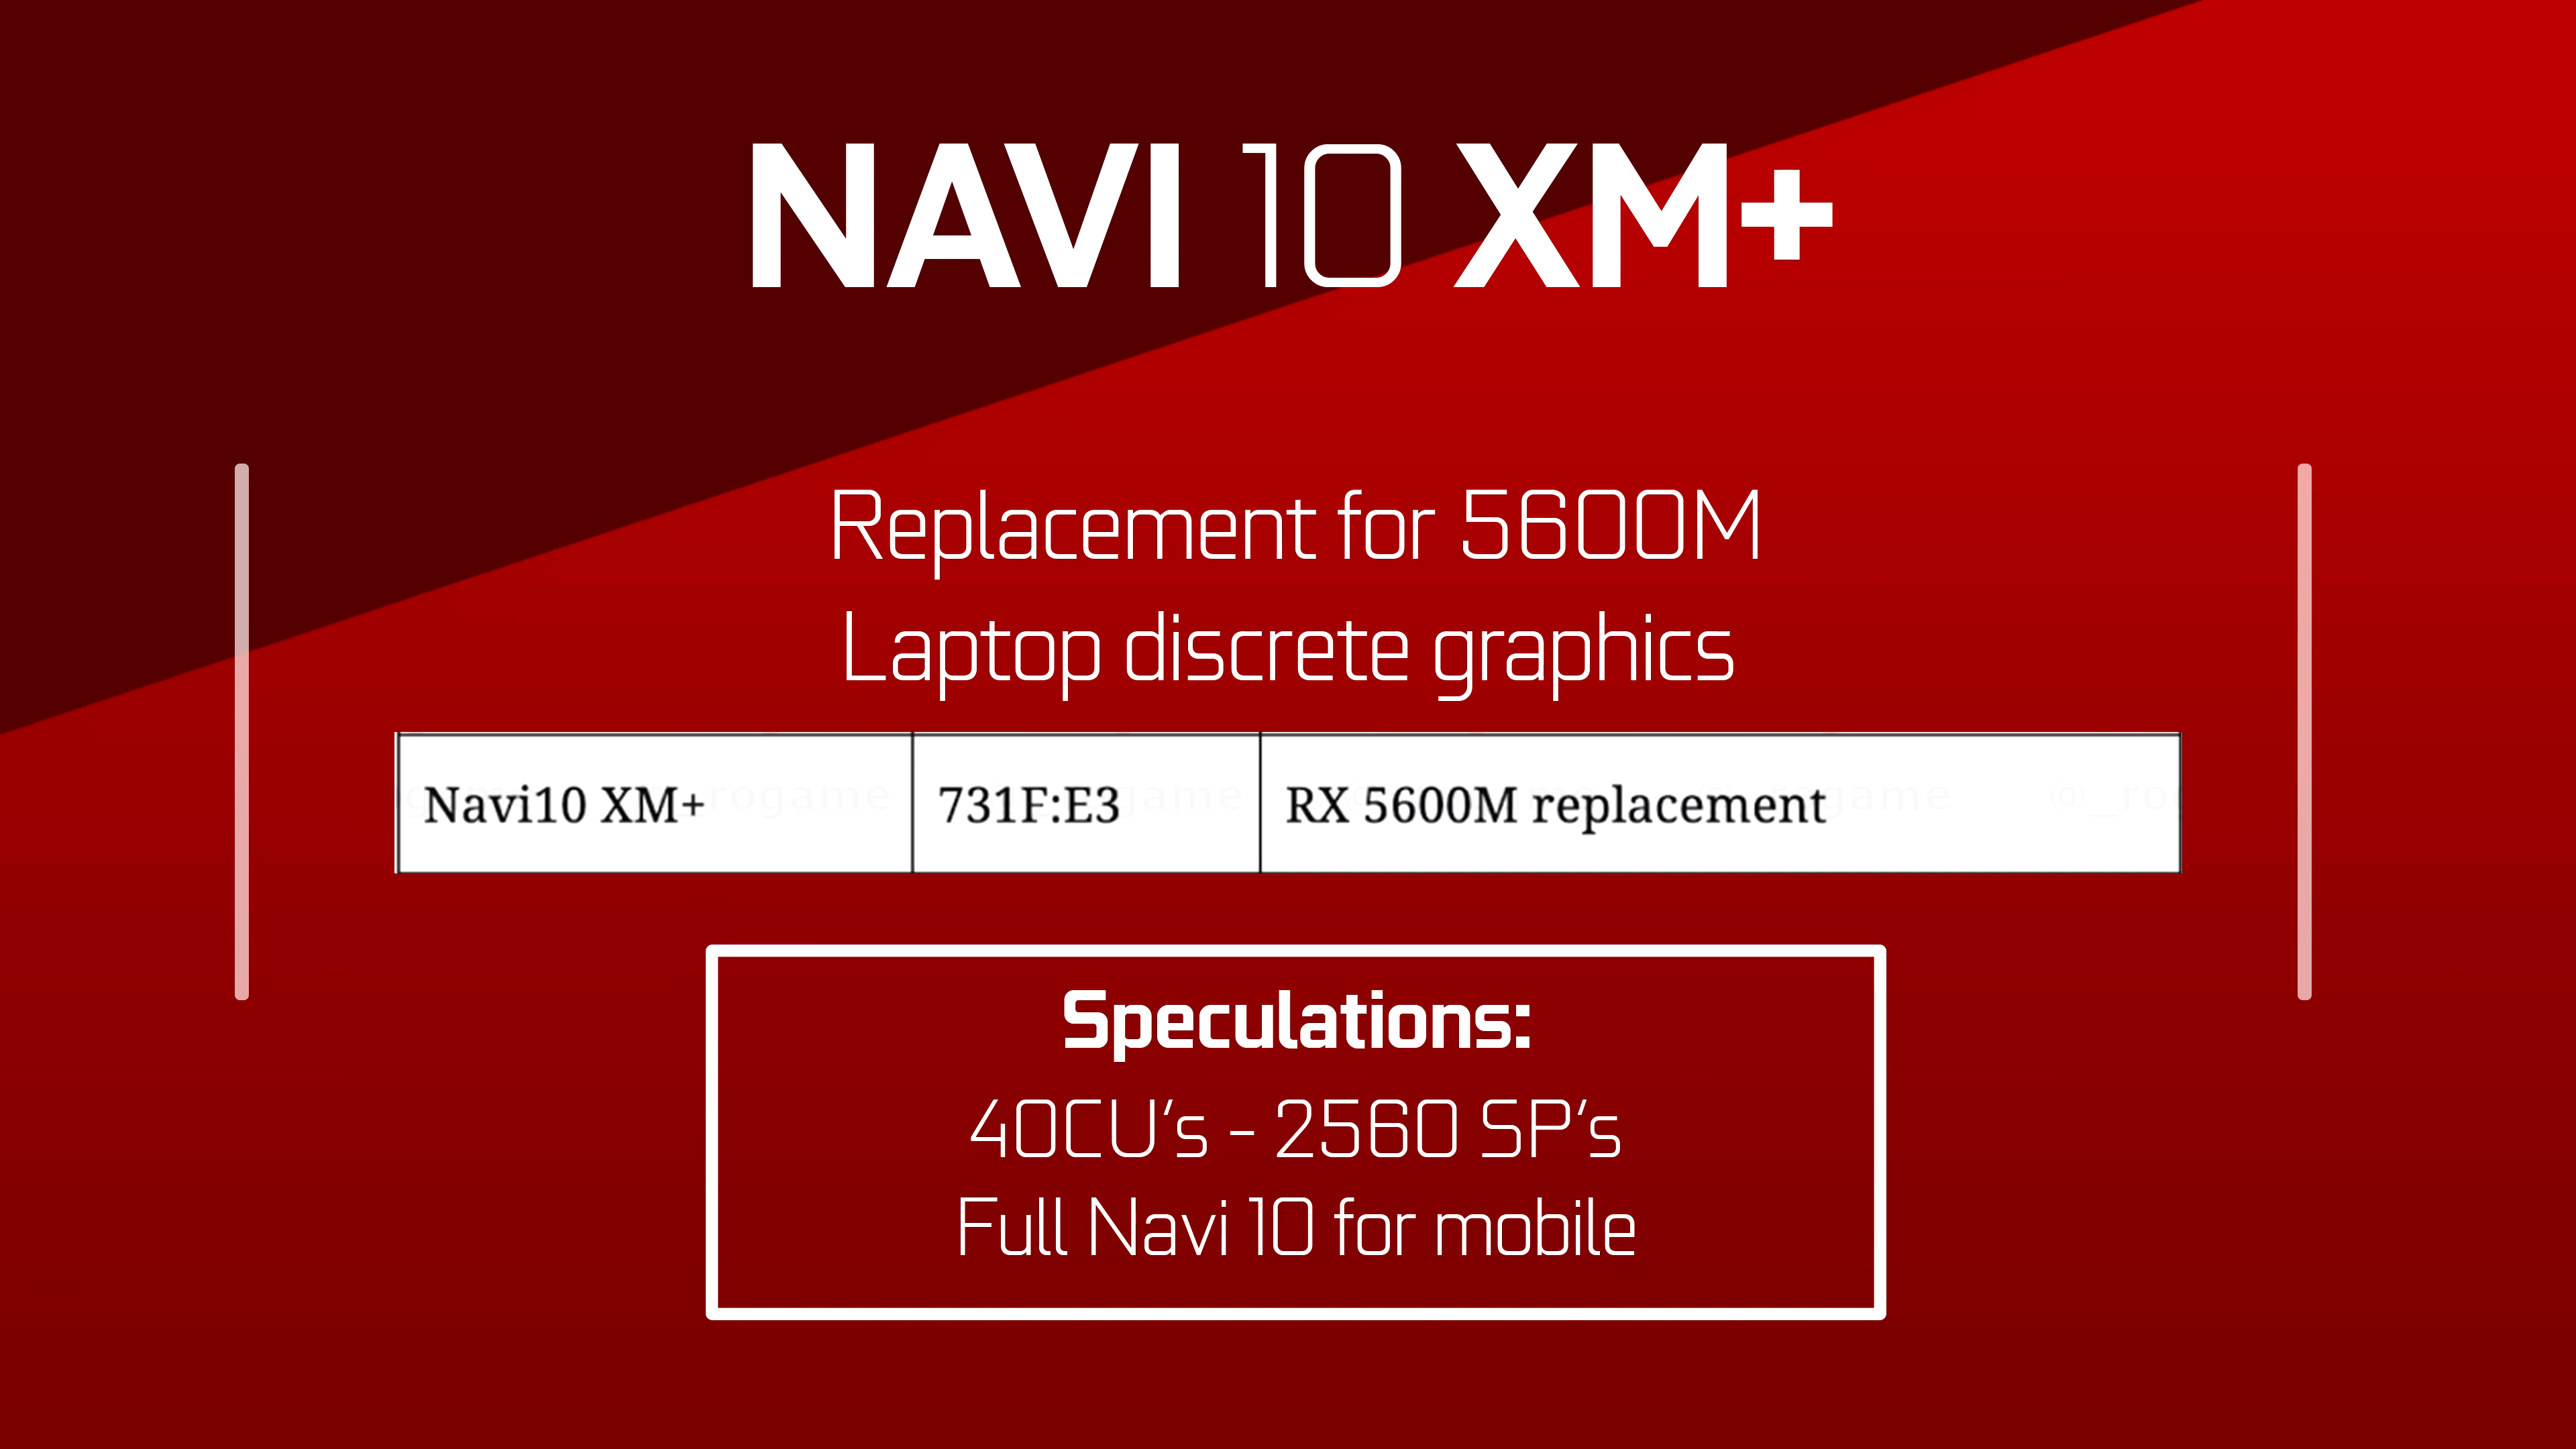 NAVI 10 XM+
Replacement for 5600M
Laptop discrete graphics
Navi10 XM+ 731F:E3 RX 5600M replacement
Speculations:
40CU’s - 2560 SP’s
Full Navi 10 for mobile